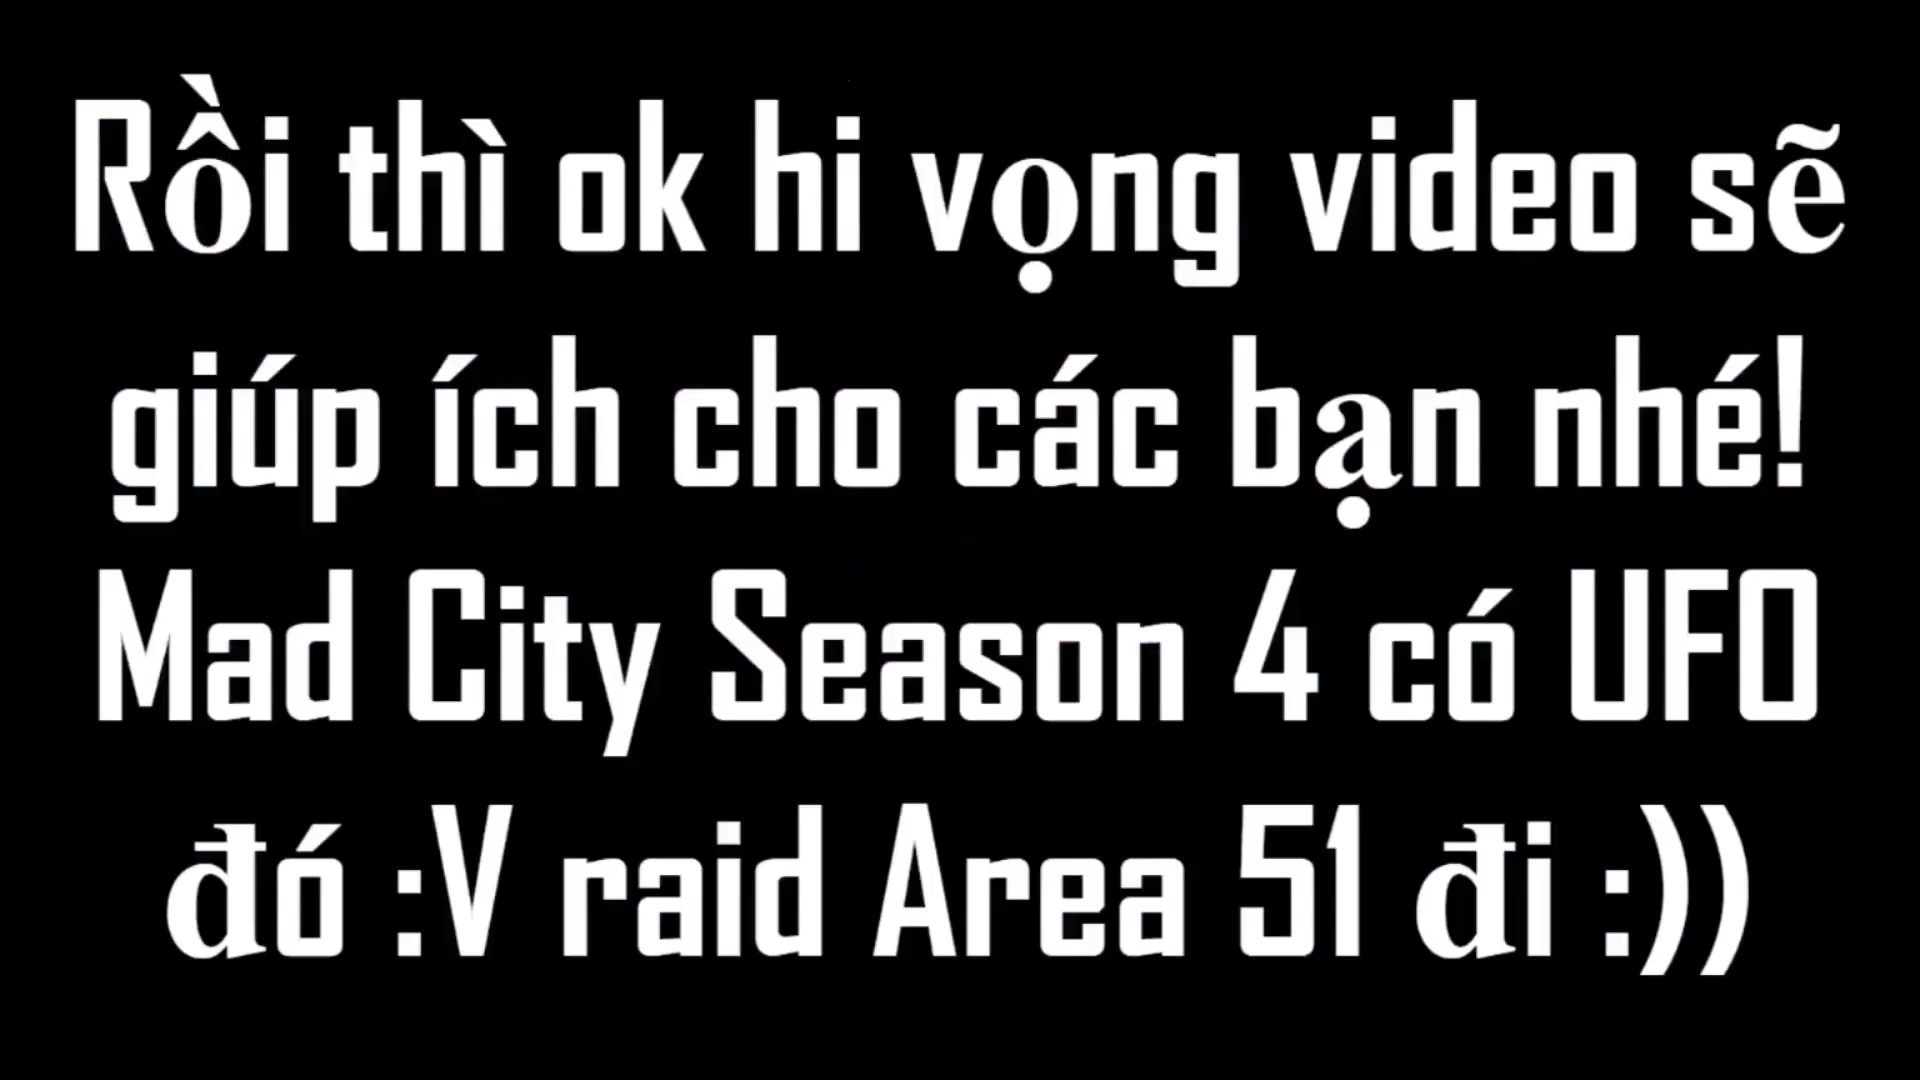 Rồi thì ok hi vọng video sẽ
giúp ích cho các bạn nhé!
Mad City Season 4 có UFO
đó :V raid Area 51 đi :))